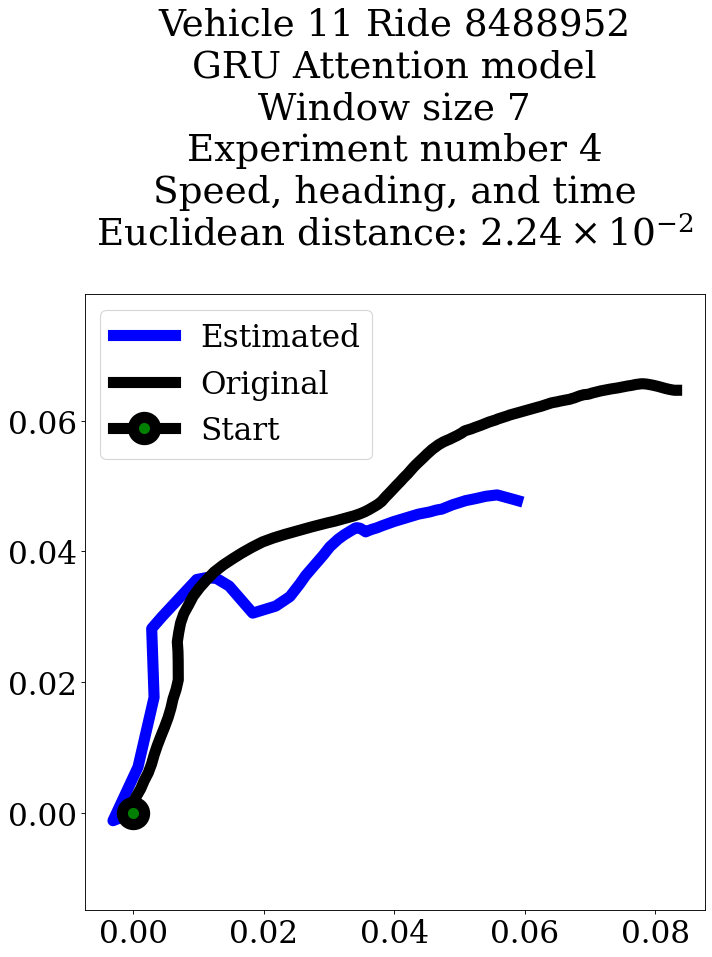 Vehicle 11 Ride 8488952
GRU Attention model
Window size 7
Experiment number 4
Speed, heading, and time
Euclidean distance: 2.24 × 10⁻²
Estimated
Original
Start
0.06
0.04
0.02
0.00
0.00 0.02 0.04 0.06 0.08